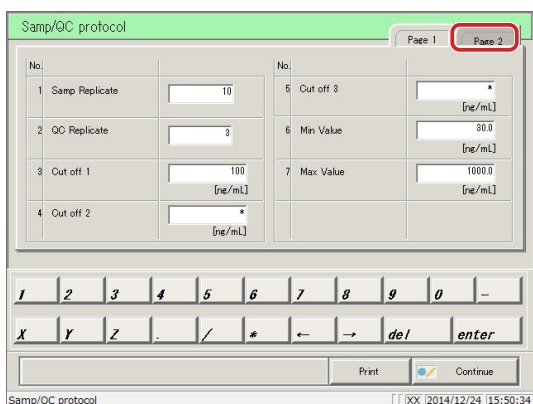 Samp/QC protocol
Page 1 Page 2
No. No.
1 Samp Replicate 10 5 Cut off 3 *
[ng/mL]
2 QC Replicate 3 6 Min Value 30.0
[ng/mL]
3 Cut off 1 100 7 Max Value 1000.0
[ng/mL] [ng/mL]
4 Cut off 2 *
[ng/mL]
1 2 3 4 5 6 7 8 9 0 -
X Y Z . / * ← → del enter
Print Continue
Samp/QC protocol [ [ XX 2014/12/24 15:50:34